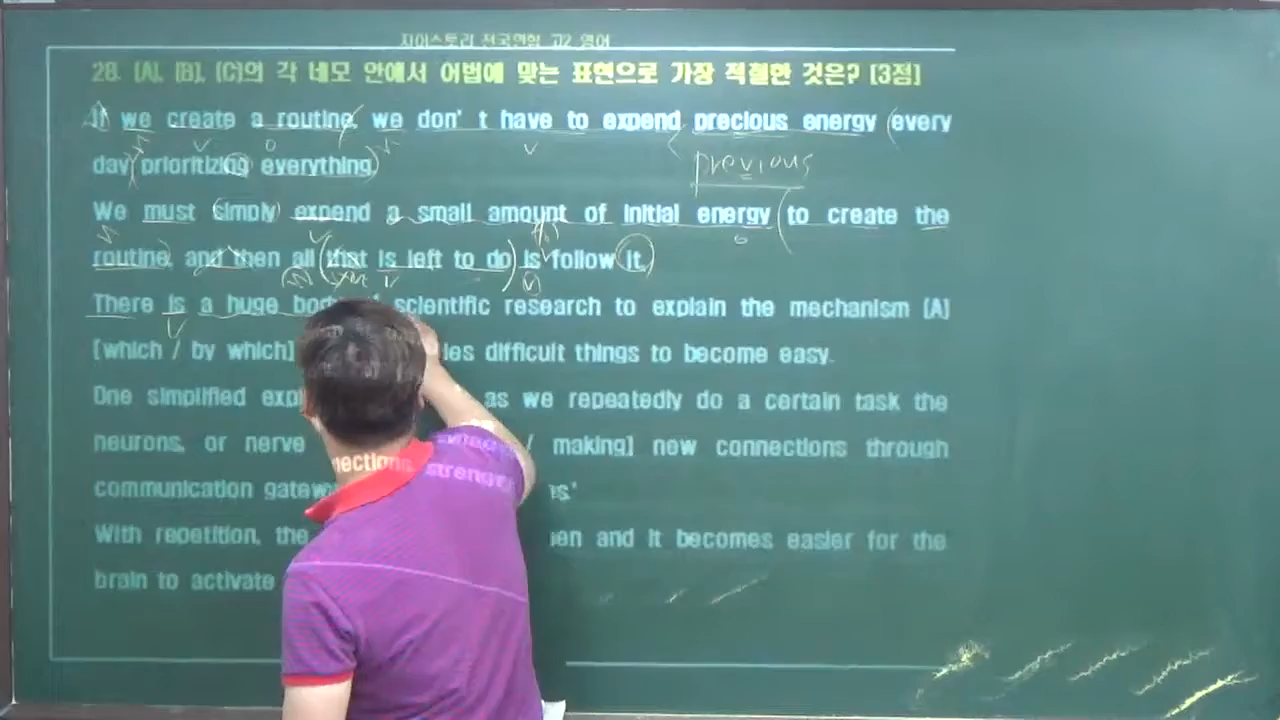 자이스토리 전국연합 고2 영어
28. (A), (B), (C)의 각 네모 안에서 어법에 맞는 표현으로 가장 적절한 것은? [3점]
If we create a routine, we don't have to expend precious energy every
day prioritizing everything.
previous
We must simply expend a small amount of initial energy to create the
routine, and then all that is left to do is follow it.
There is a huge body of scientific research to explain the mechanism (A)
[which / by which] difficult things to become easy.
One simplified as we repeatedly do a certain task the
neurons, or nerve / making] new connections through
communication
With repetition, the connections strengthen and it becomes easier for the
brain to activate